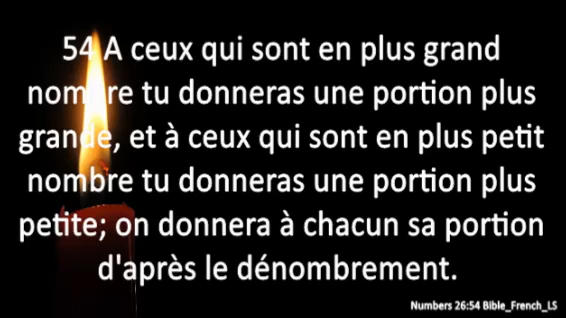 54 A ceux qui sont en plus grand
nombre tu donneras une portion plus
grande, et à ceux qui sont en plus petit
nombre tu donneras une portion plus
petite; on donnera à chacun sa portion
d'après le dénombrement.
Numbers 26:54 Bible_French_LS